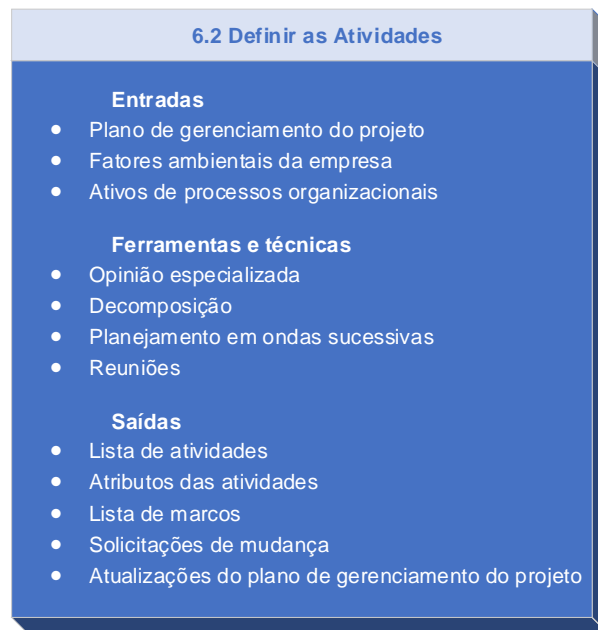 6.2 Definir as Atividades
Entradas
● Plano de gerenciamento do projeto
● Fatores ambientais da empresa
● Ativos de processos organizacionais
Ferramentas e técnicas
● Opinião especializada
● Decomposição
● Planejamento em ondas sucessivas
● Reuniões
Saídas
● Lista de atividades
● Atributos das atividades
● Lista de marcos
● Solicitações de mudança
● Atualizações do plano de gerenciamento do projeto